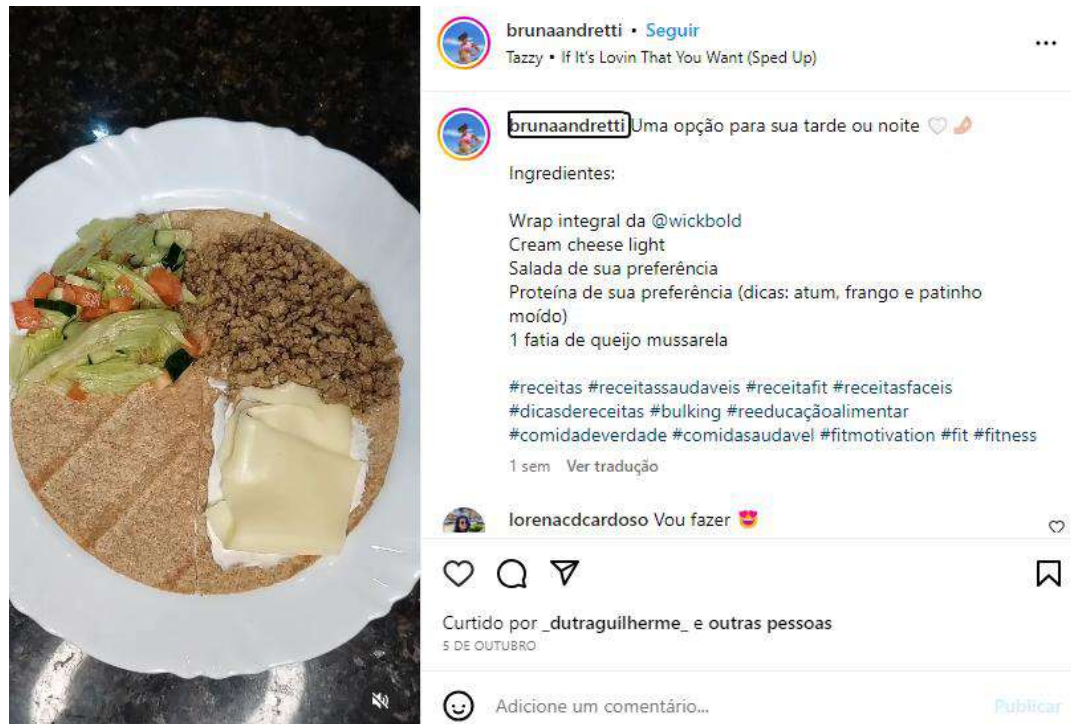 brunaandretti • Seguir
Tazzy • If It's Lovin That You Want (Sped Up)
brunaandretti Uma opção para sua tarde ou noite 🤍🤌🏻
Ingredientes:
Wrap integral da @wickbold
Cream cheese light
Salada de sua preferência
Proteína de sua preferência (dicas: atum, frango e patinho
moído)
1 fatia de queijo mussarela
#receitas #receitassaudaveis #receitafit #receitasfaceis
#dicasdereceitas #bulking #reeducaçãoalimentar
#comidadeverdade #comidasaudavel #fitmotivation #fit #fitness
1 sem Ver tradução
lorenacdcardoso Vou fazer 😍
Curtido por _dutraguilherme_ e outras pessoas
5 DE OUTUBRO
Adicione um comentário...
Publicar